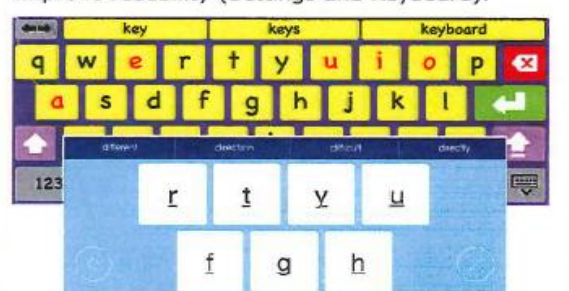 key keys keyboard
q w e r t y u i o p
a s d f g h j k l
different direction difficult directly
123
r t y u
f g h